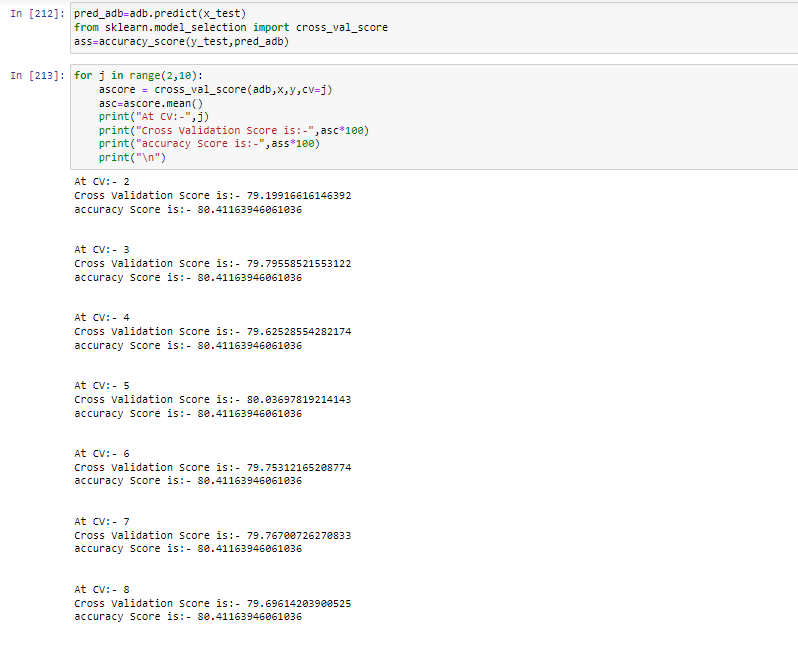 In [212]: pred_adb=adb.predict(x_test)
from sklearn.model_selection import cross_val_score
ass=accuracy_score(y_test,pred_adb)
In [213]: for j in range(2,10):
ascore = cross_val_score(adb,x,y,cv=j)
asc=ascore.mean()
print("At CV:-",j)
print("Cross Validation Score is:-",asc*100)
print("accuracy Score is:-",ass*100)
print("\n")
At CV:- 2
Cross Validation Score is:- 79.19916616146392
accuracy Score is:- 80.41163946061036
At CV:- 3
Cross Validation Score is:- 79.79558521553122
accuracy Score is:- 80.41163946061036
At CV:- 4
Cross Validation Score is:- 79.62528554282174
accuracy Score is:- 80.41163946061036
At CV:- 5
Cross Validation Score is:- 80.03697819214143
accuracy Score is:- 80.41163946061036
At CV:- 6
Cross Validation Score is:- 79.75312165208774
accuracy Score is:- 80.41163946061036
At CV:- 7
Cross Validation Score is:- 79.76700726270833
accuracy Score is:- 80.41163946061036
At CV:- 8
Cross Validation Score is:- 79.69614203900525
accuracy Score is:- 80.41163946061036